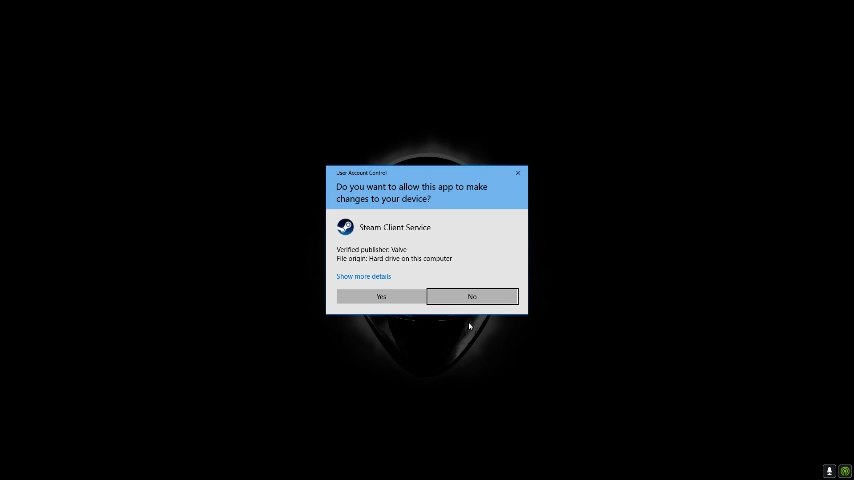 User Account Control
Do you want to allow this app to make
changes to your device?
Steam Client Service
Verified publisher: Valve
File origin: Hard drive on this computer
Show more details
Yes
No